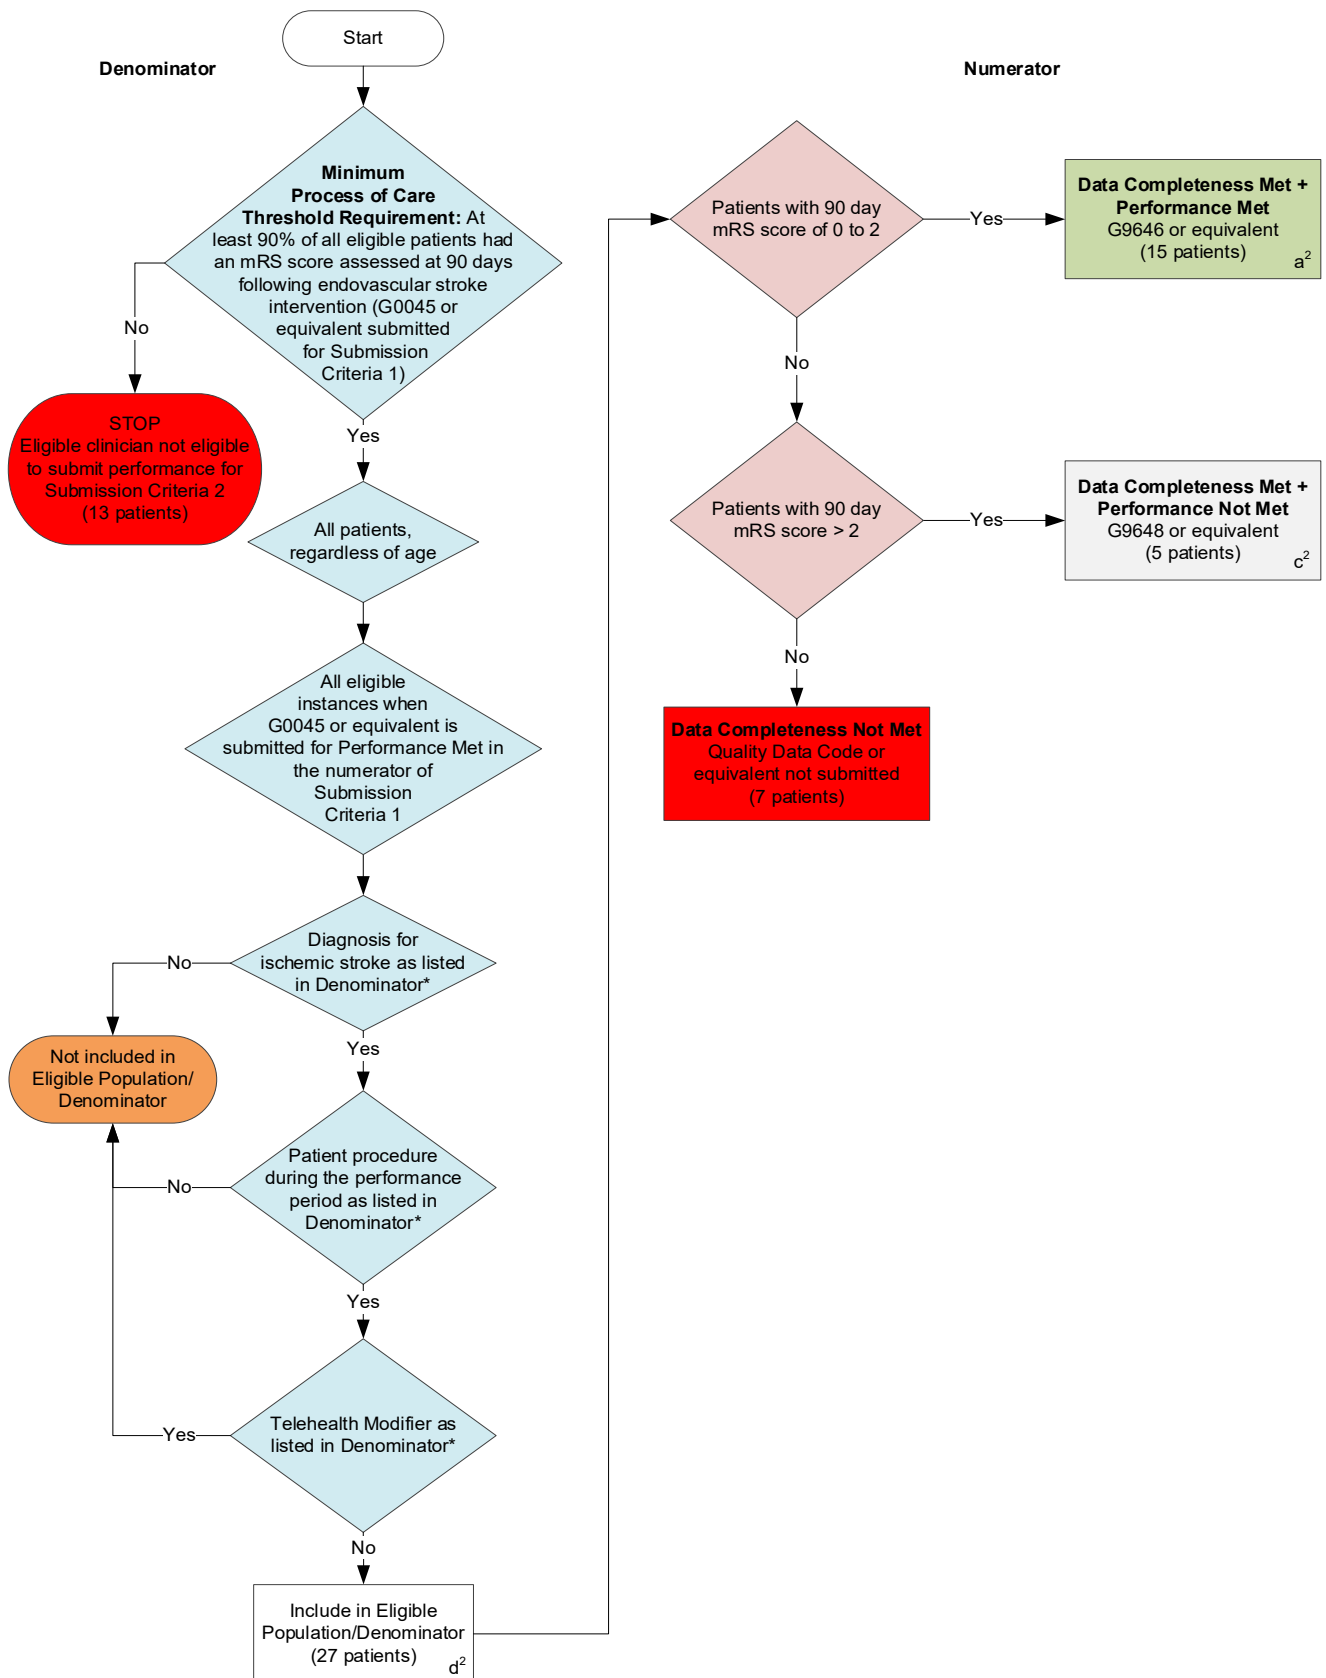 Start
Denominator
Minimum
Process of Care
Threshold Requirement: At
least 90% of all eligible patients had
an mRS score assessed at 90 days
following endovascular stroke
intervention (G0045 or
equivalent submitted
for Submission
Criteria 1)
No
STOP
Eligible clinician not eligible
to submit performance for
Submission Criteria 2
(13 patients)
Yes
All patients,
regardless of age
All eligible
instances when
G0045 or equivalent is
submitted for Performance Met in
the numerator of
Submission
Criteria 1
Diagnosis for
ischemic stroke as listed
in Denominator*
No
Not included in
Eligible Population/
Denominator
Yes
Patient procedure
during the performance
period as listed in
Denominator*
No
Yes
Telehealth Modifier as
listed in Denominator*
Yes
No
Include in Eligible
Population/Denominator
(27 patients)
d²
Numerator
Patients with 90 day
mRS score of 0 to 2
Yes
Data Completeness Met +
Performance Met
G9646 or equivalent
(15 patients)
a²
No
Patients with 90 day
mRS score > 2
Yes
Data Completeness Met +
Performance Not Met
G9648 or equivalent
(5 patients)
c²
No
Data Completeness Not Met
Quality Data Code or
equivalent not submitted
(7 patients)